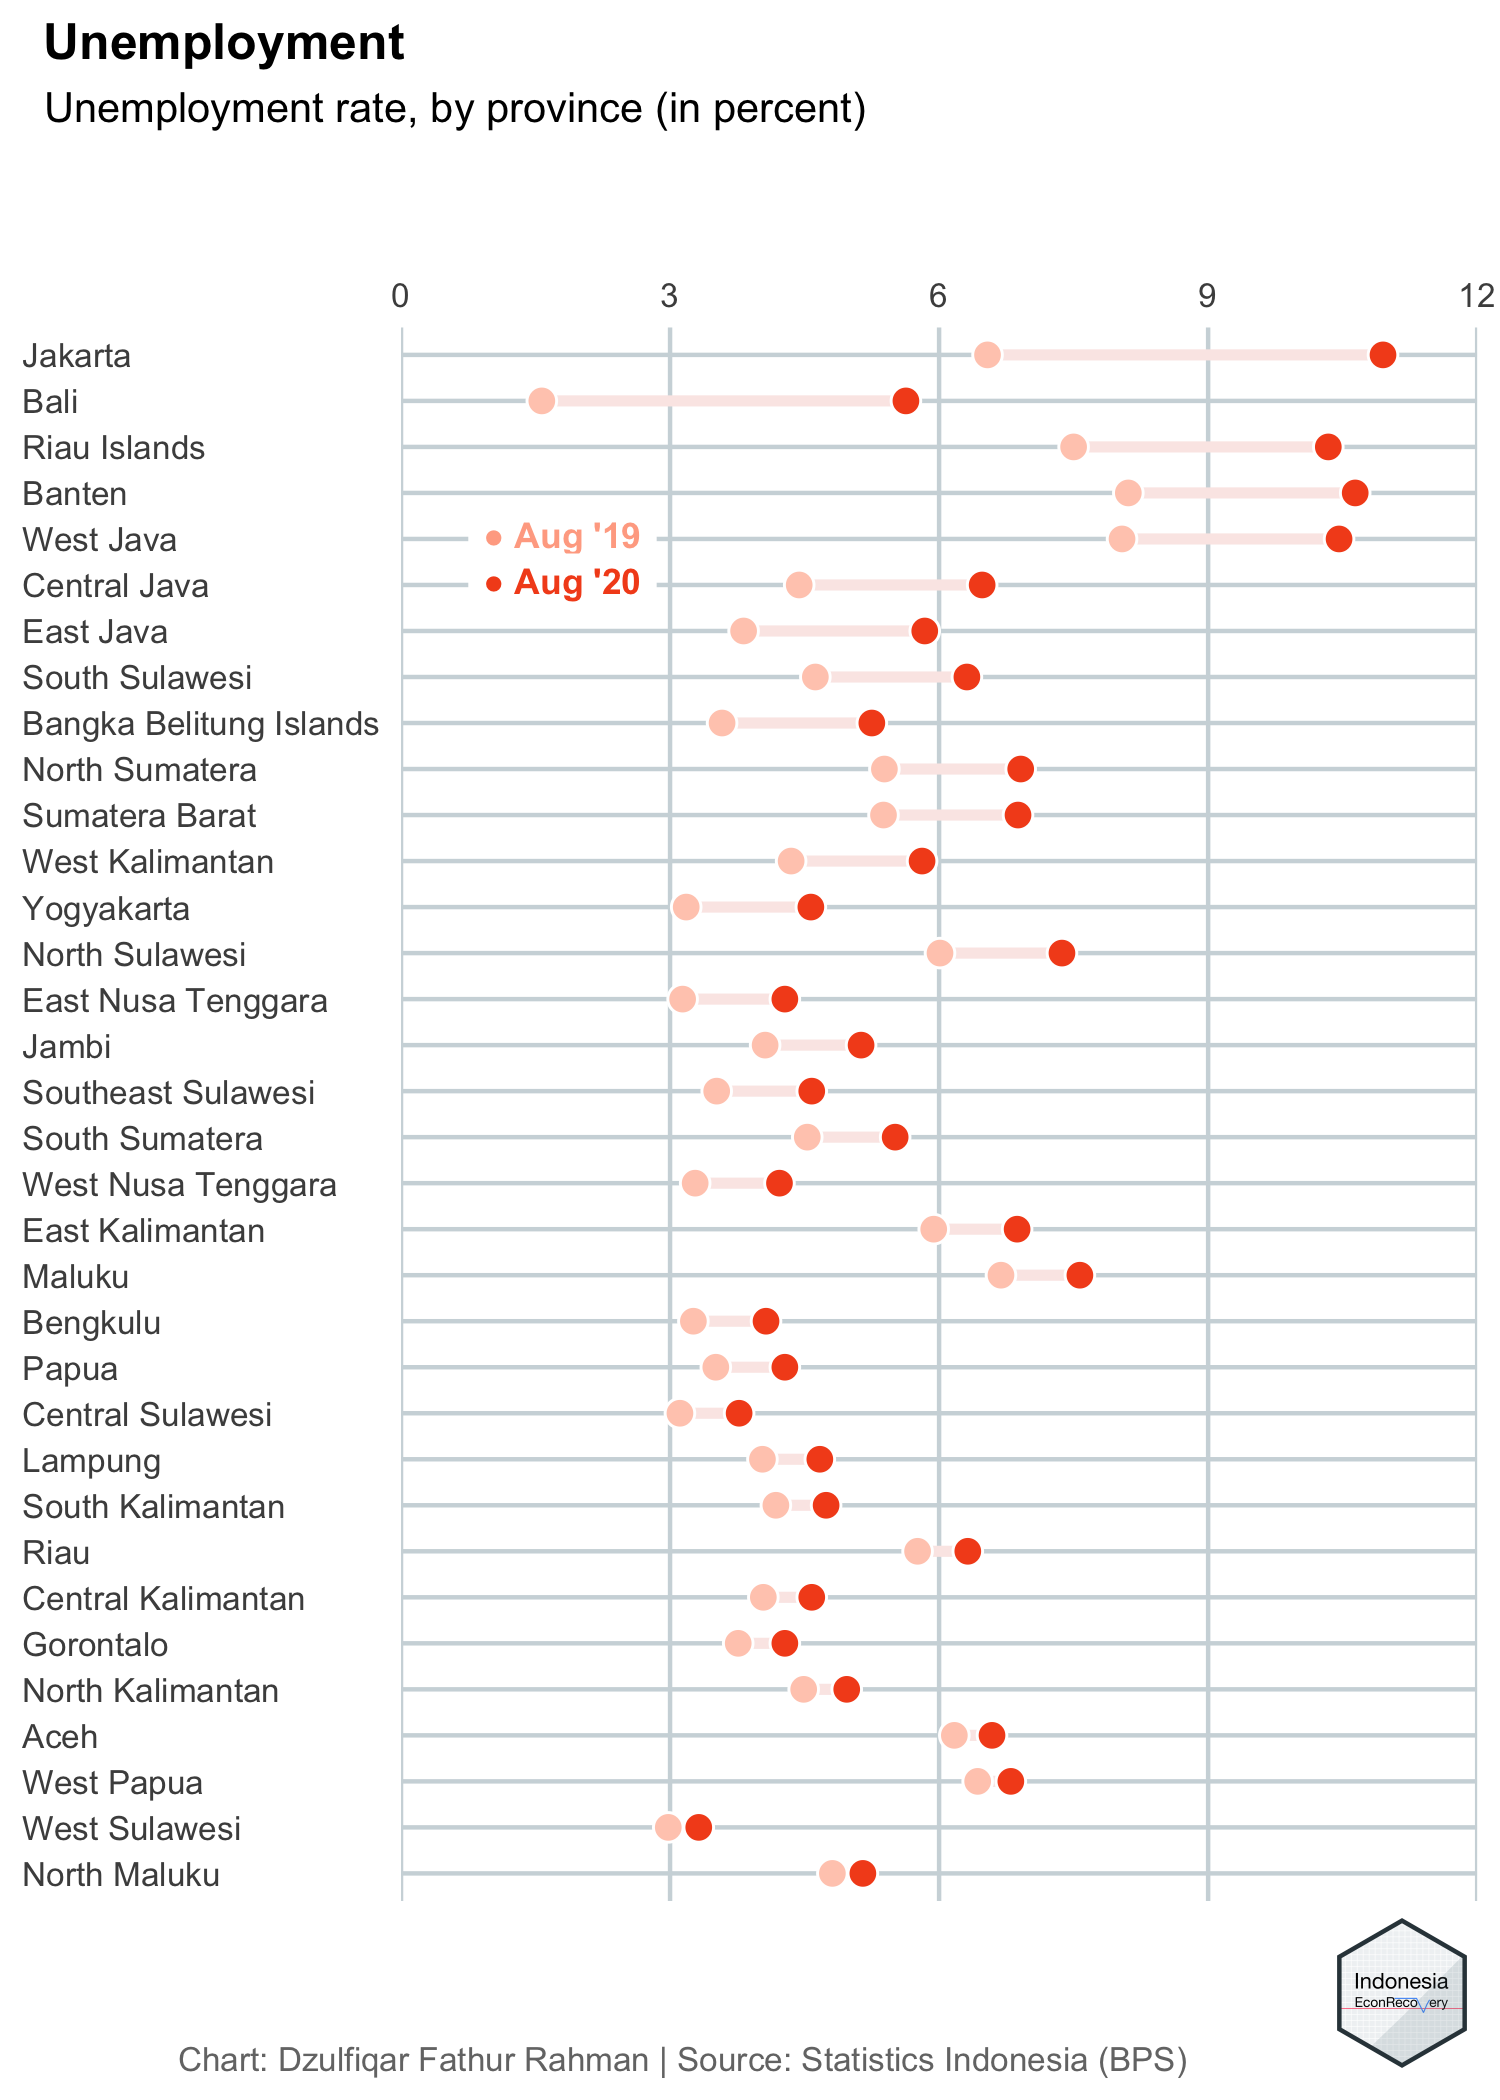 Unemployment
Unemployment rate, by province (in percent)
0 3 6 9 12
Jakarta
Bali
Riau Islands
Banten
West Java
Aug '19
Central Java
Aug '20
East Java
South Sulawesi
Bangka Belitung Islands
North Sumatera
Sumatera Barat
West Kalimantan
Yogyakarta
North Sulawesi
East Nusa Tenggara
Jambi
Southeast Sulawesi
South Sumatera
West Nusa Tenggara
East Kalimantan
Maluku
Bengkulu
Papua
Central Sulawesi
Lampung
South Kalimantan
Riau
Central Kalimantan
Gorontalo
North Kalimantan
Aceh
West Papua
West Sulawesi
North Maluku
Indonesia
EconRecovery
Chart: Dzulfiqar Fathur Rahman | Source: Statistics Indonesia (BPS)